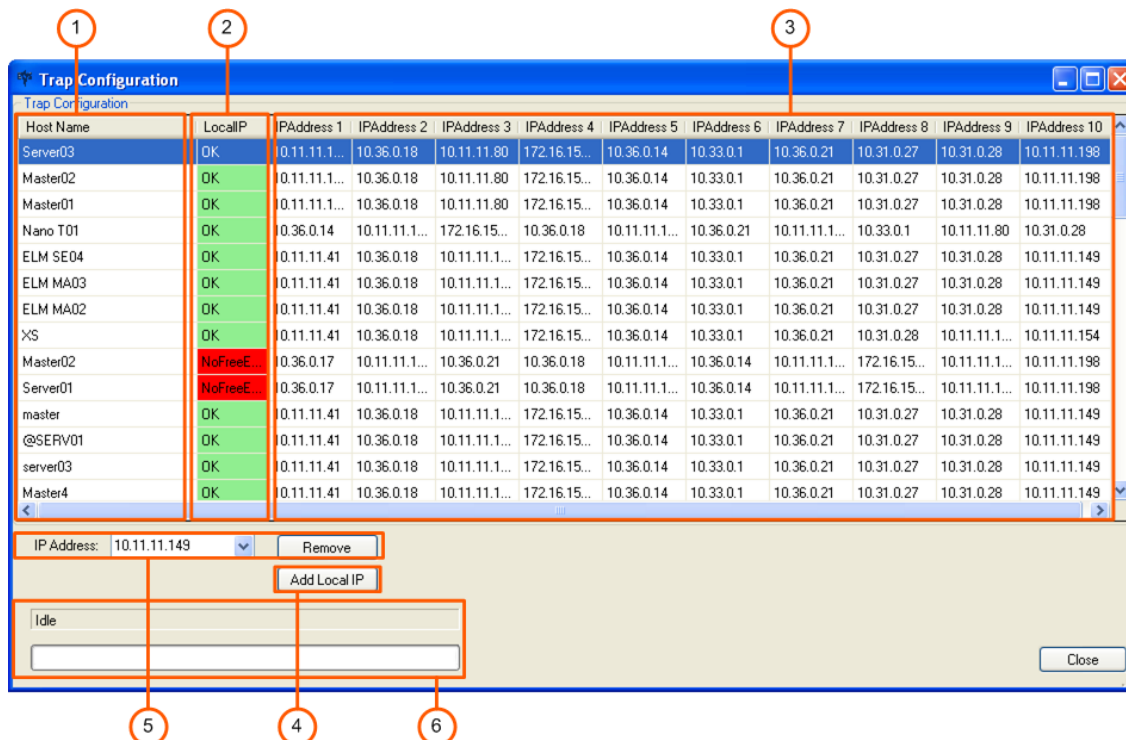 1 2 3
Trap Configuration
Trap Configuration
Host Name LocalIP IPAddress 1 IPAddress 2 IPAddress 3 IPAddress 4 IPAddress 5 IPAddress 6 IPAddress 7 IPAddress 8 IPAddress 9 IPAddress 10
Server03 OK 10.11.11.1... 10.36.0.18 10.11.11.80 172.16.15... 10.36.0.14 10.33.0.1 10.36.0.21 10.31.0.27 10.31.0.28 10.11.11.198
Master02 OK 10.11.11.1... 10.36.0.18 10.11.11.80 172.16.15... 10.36.0.14 10.33.0.1 10.36.0.21 10.31.0.27 10.31.0.28 10.11.11.198
Master01 OK 10.11.11.1... 10.36.0.18 10.11.11.80 172.16.15... 10.36.0.14 10.33.0.1 10.36.0.21 10.31.0.27 10.31.0.28 10.11.11.198
Nano T01 OK 10.36.0.14 10.11.11.1... 172.16.15... 10.36.0.18 10.11.11.1... 10.36.0.21 10.11.11.1... 10.33.0.1 10.11.11.80 10.31.0.28
ELM SE04 OK 10.11.11.41 10.36.0.18 10.11.11.1... 172.16.15... 10.36.0.14 10.33.0.1 10.36.0.21 10.31.0.27 10.31.0.28 10.11.11.149
ELM MA03 OK 10.11.11.41 10.36.0.18 10.11.11.1... 172.16.15... 10.36.0.14 10.33.0.1 10.36.0.21 10.31.0.27 10.31.0.28 10.11.11.149
ELM MA02 OK 10.11.11.41 10.36.0.18 10.11.11.1... 172.16.15... 10.36.0.14 10.33.0.1 10.36.0.21 10.31.0.27 10.31.0.28 10.11.11.149
XS OK 10.11.11.41 10.36.0.18 10.11.11.1... 172.16.15... 10.36.0.14 10.33.0.1 10.36.0.21 10.31.0.28 10.11.11.1... 10.11.11.154
Master02 NoFreeE... 10.36.0.17 10.11.11.1... 10.36.0.21 10.36.0.18 10.11.11.1... 10.36.0.14 10.11.11.1... 172.16.15... 10.11.11.1... 10.11.11.198
Server01 NoFreeE... 10.36.0.17 10.11.11.1... 10.36.0.21 10.36.0.18 10.11.11.1... 10.36.0.14 10.11.11.1... 172.16.15... 10.11.11.1... 10.11.11.198
master OK 10.11.11.41 10.36.0.18 10.11.11.1... 172.16.15... 10.36.0.14 10.33.0.1 10.36.0.21 10.31.0.27 10.31.0.28 10.11.11.149
@SERV01 OK 10.11.11.41 10.36.0.18 10.11.11.1... 172.16.15... 10.36.0.14 10.33.0.1 10.36.0.21 10.31.0.27 10.31.0.28 10.11.11.149
server03 OK 10.11.11.41 10.36.0.18 10.11.11.1... 172.16.15... 10.36.0.14 10.33.0.1 10.36.0.21 10.31.0.27 10.31.0.28 10.11.11.149
Master4 OK 10.11.11.41 10.36.0.18 10.11.11.1... 172.16.15... 10.36.0.14 10.33.0.1 10.36.0.21 10.31.0.27 10.31.0.28 10.11.11.149
IP Address: 10.11.11.149 Remove
Add Local IP
Idle
Close
5 4 6